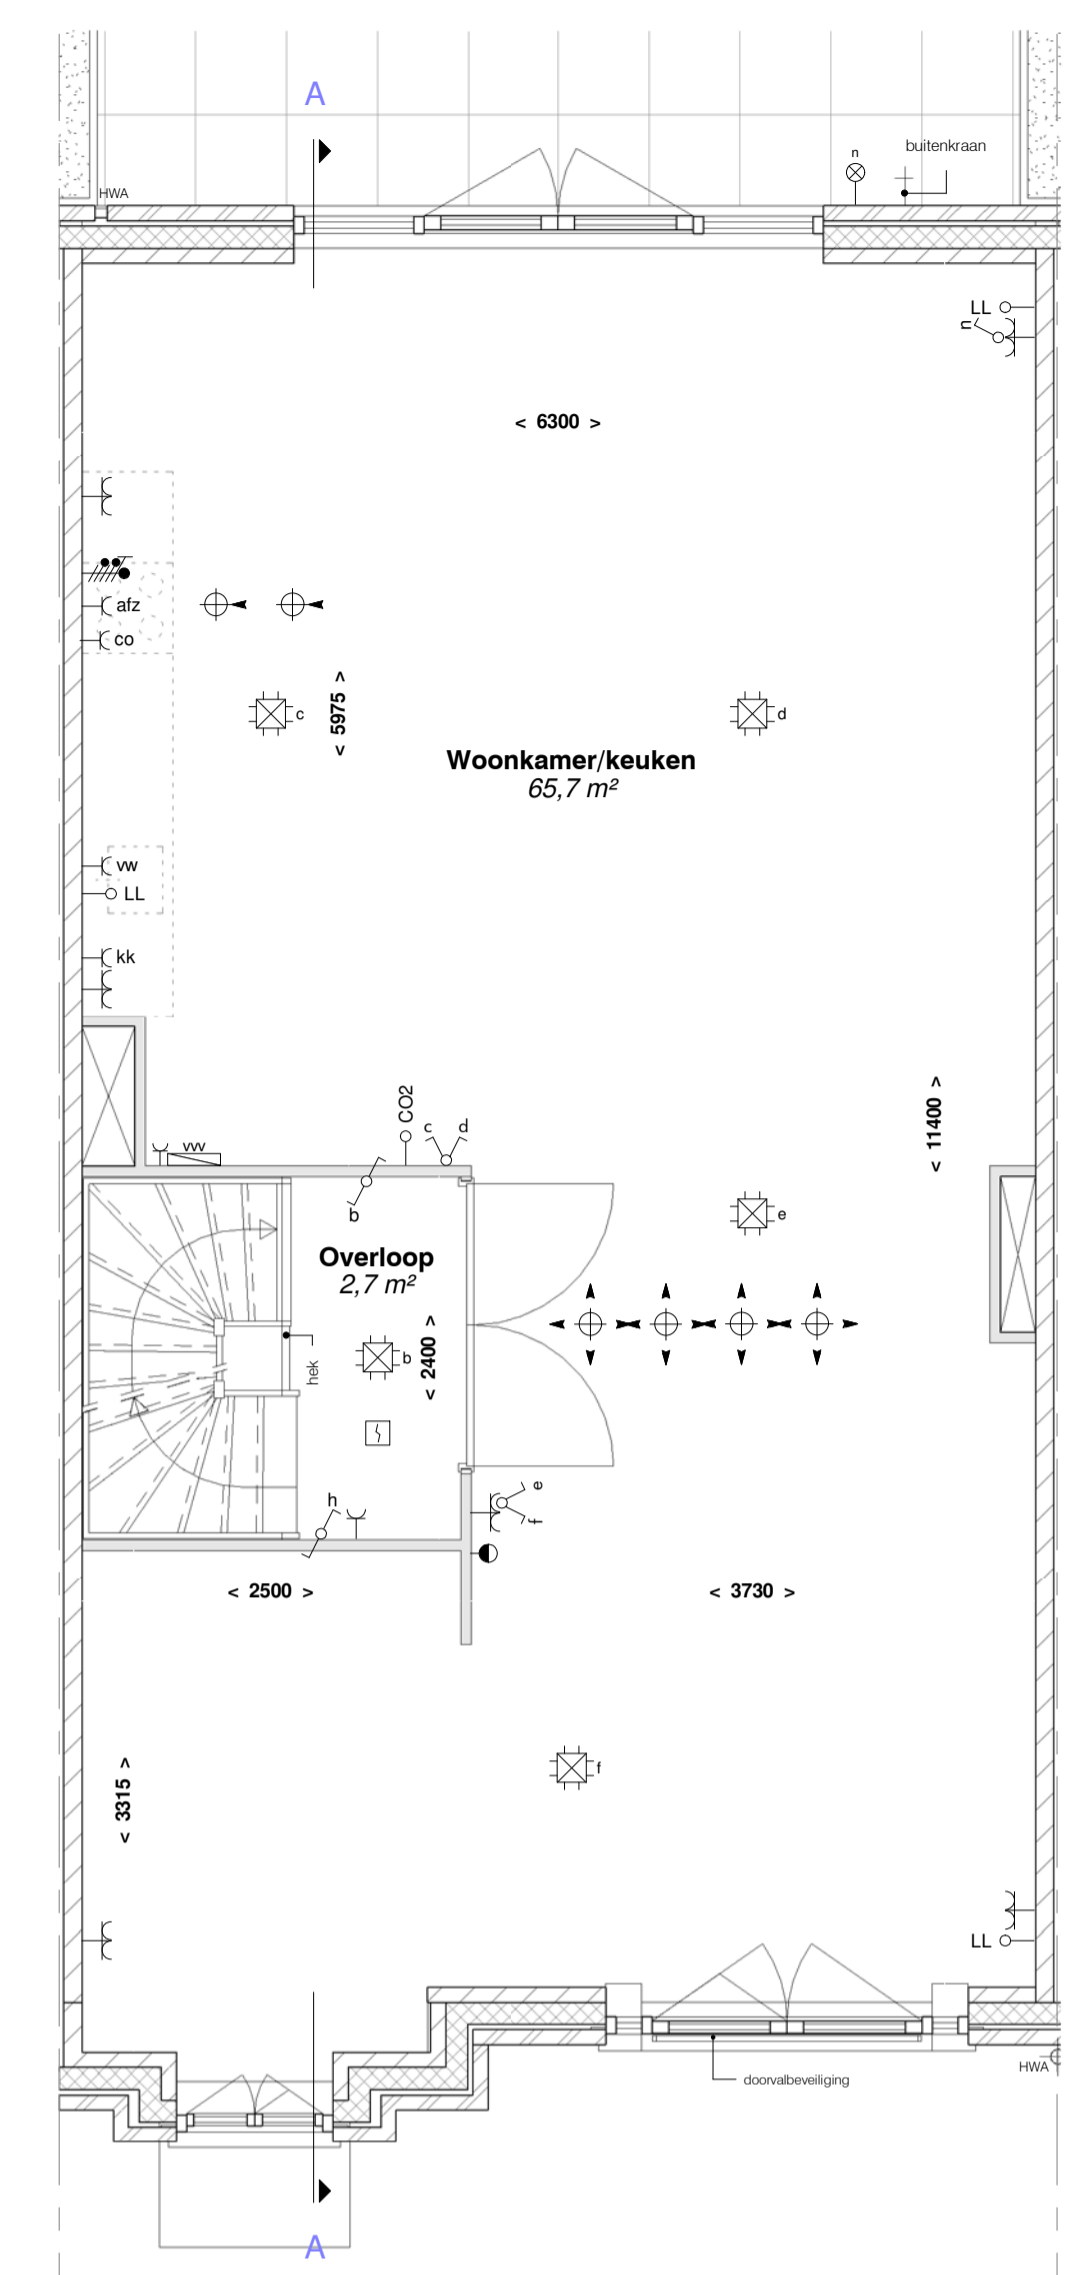 A
n
buitenkraan
HWA
LL
n
< 6300 >
afz
co
c
< 5975 >
d
Woonkamer/keuken
65,7 m²
vw
LL
kk
< 11400 >
CO2
c
d
vvv
b
e
Overloop
2,7 m²
b
< 2400 >
hek
h
e
f
< 2500 >
< 3730 >
f
< 3315 >
LL
HWA
doorvalbeveiliging
A